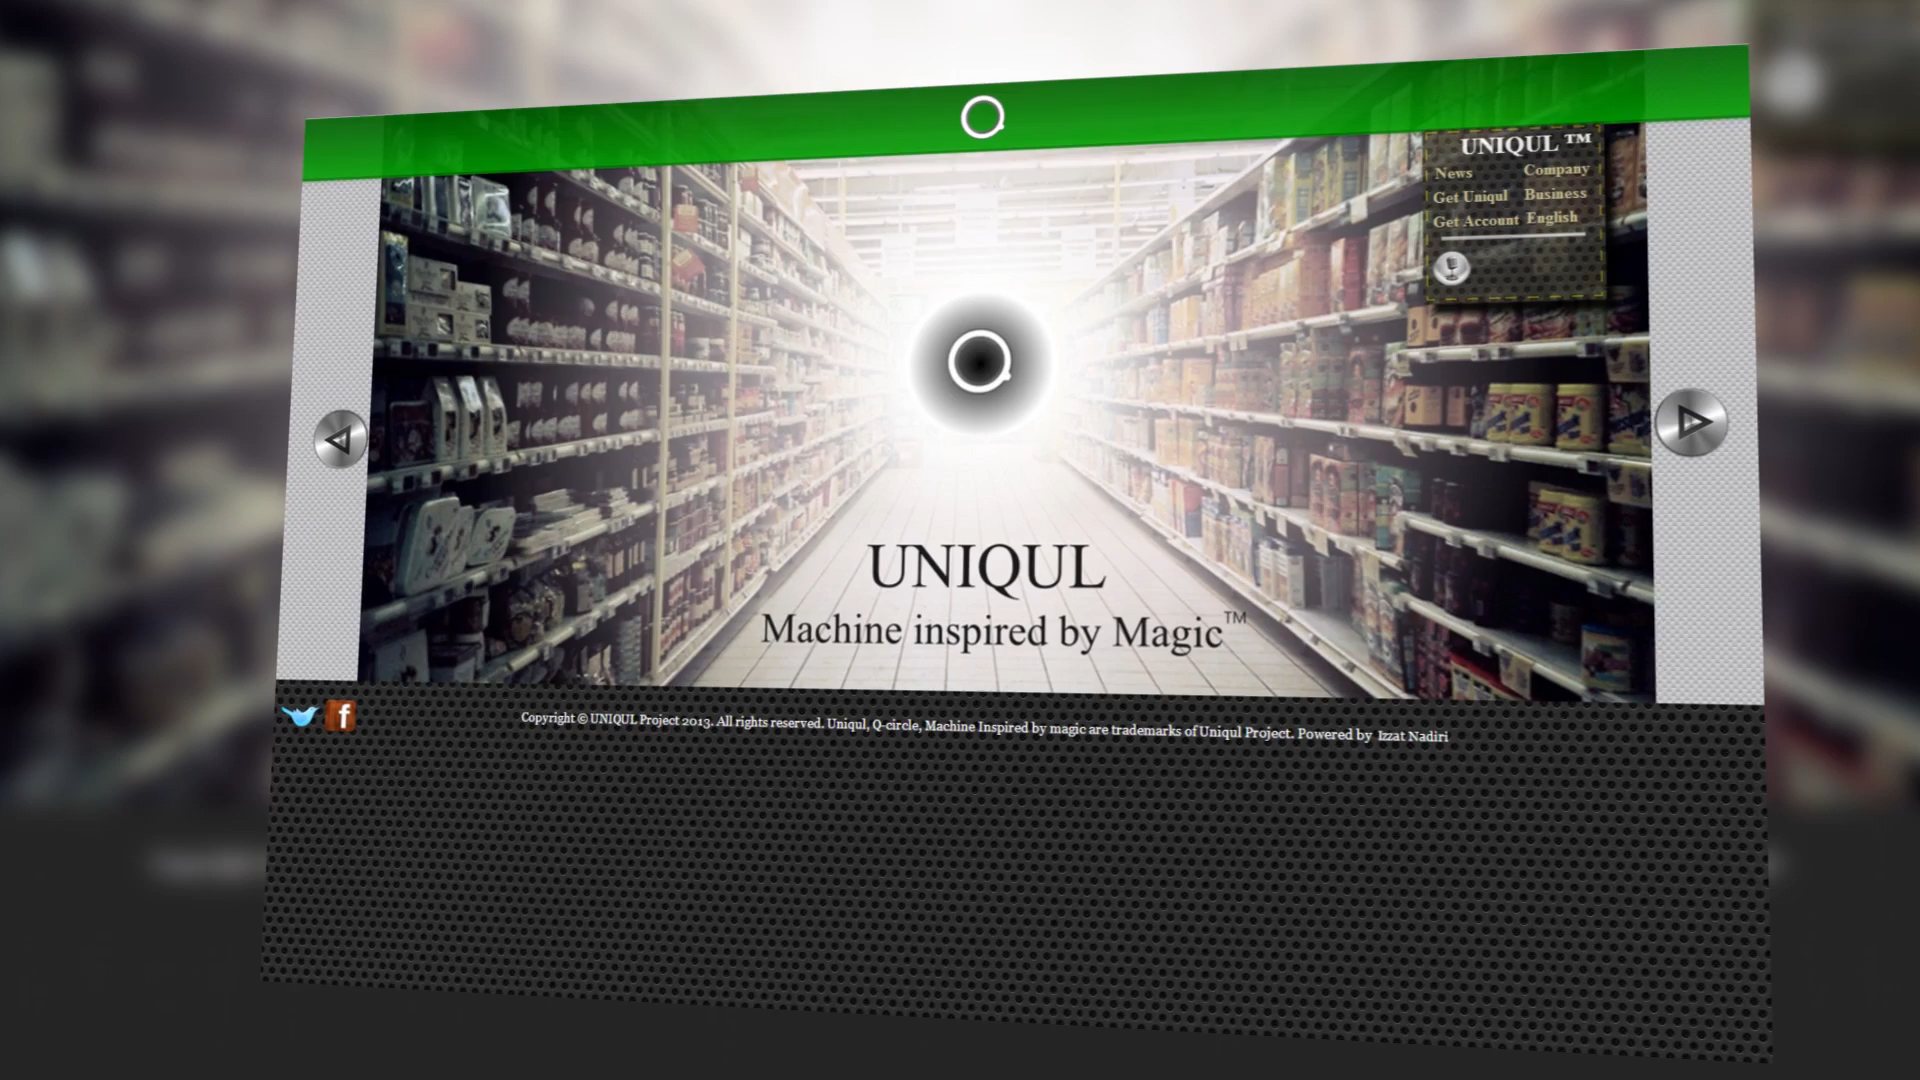 UNIQUL ™
News Company
Get Uniqul Business
Get Account English
UNIQUL
Machine inspired by Magic™
f
Copyright © UNIQUL Project 2013. All rights reserved. Uniqul, Q-circle, Machine Inspired by magic are trademarks of Uniqul Project. Powered by Izzat Nadiri